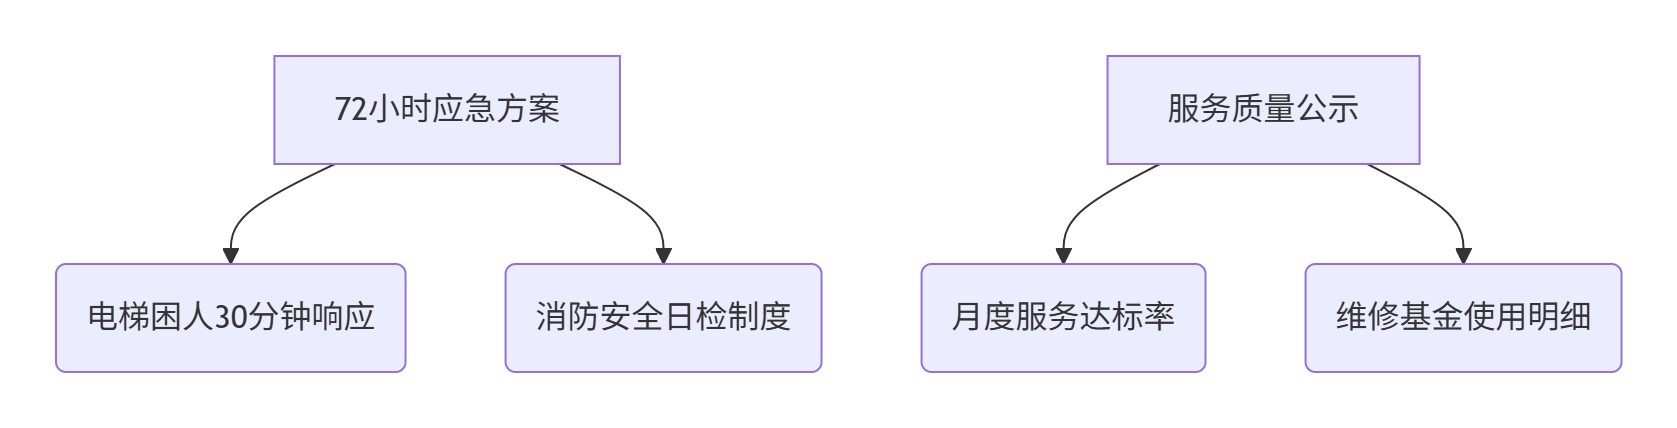 72小时应急方案
服务质量公示
电梯困人30分钟响应
消防安全日检制度
月度服务达标率
维修基金使用明细